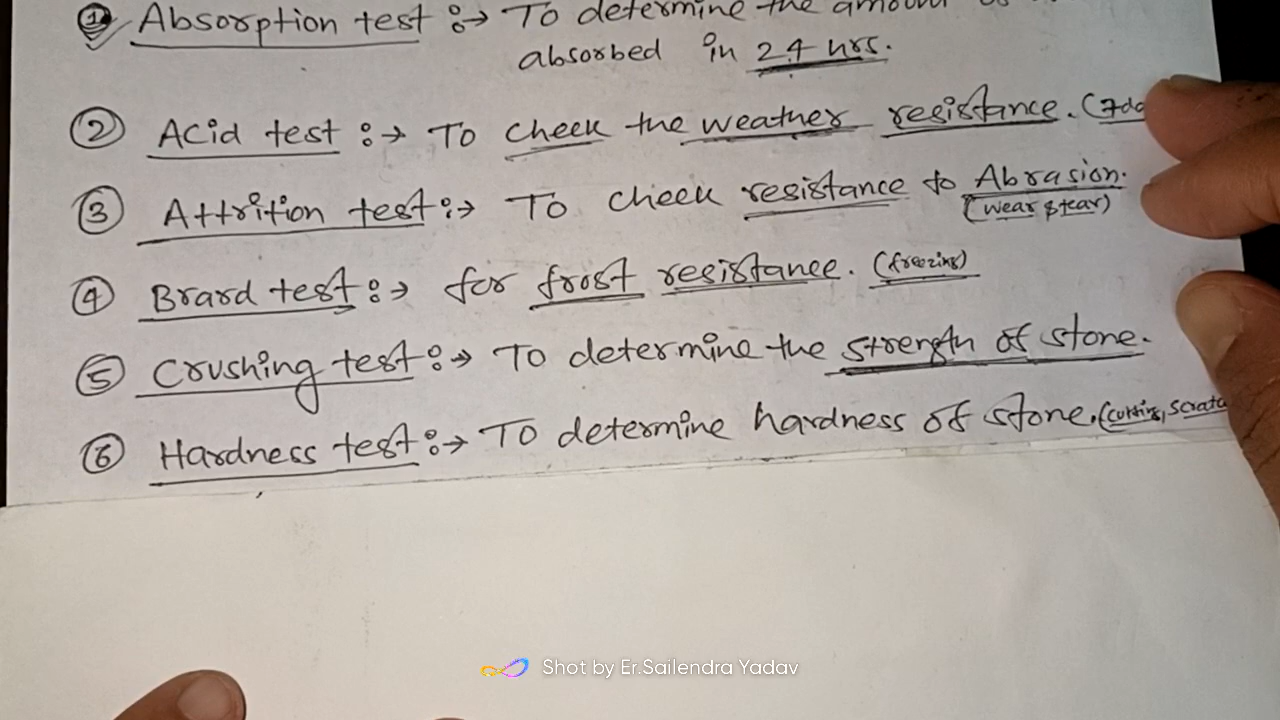 ① Absorption test :→ To determine the amount
absorbed in 24 hrs.
② Acid test :→ To check the weather resistance. (7da
③ Attrition test :→ To check resistance to Abrasion.
(wear & tear)
④ Brard test :→ for frost resistance. (freezing)
⑤ Crushing test :→ To determine the strength of stone.
⑥ Hardness test :→ To determine hardness of stone. (cutting, Scratc
Shot by Er.Sailendra Yadav